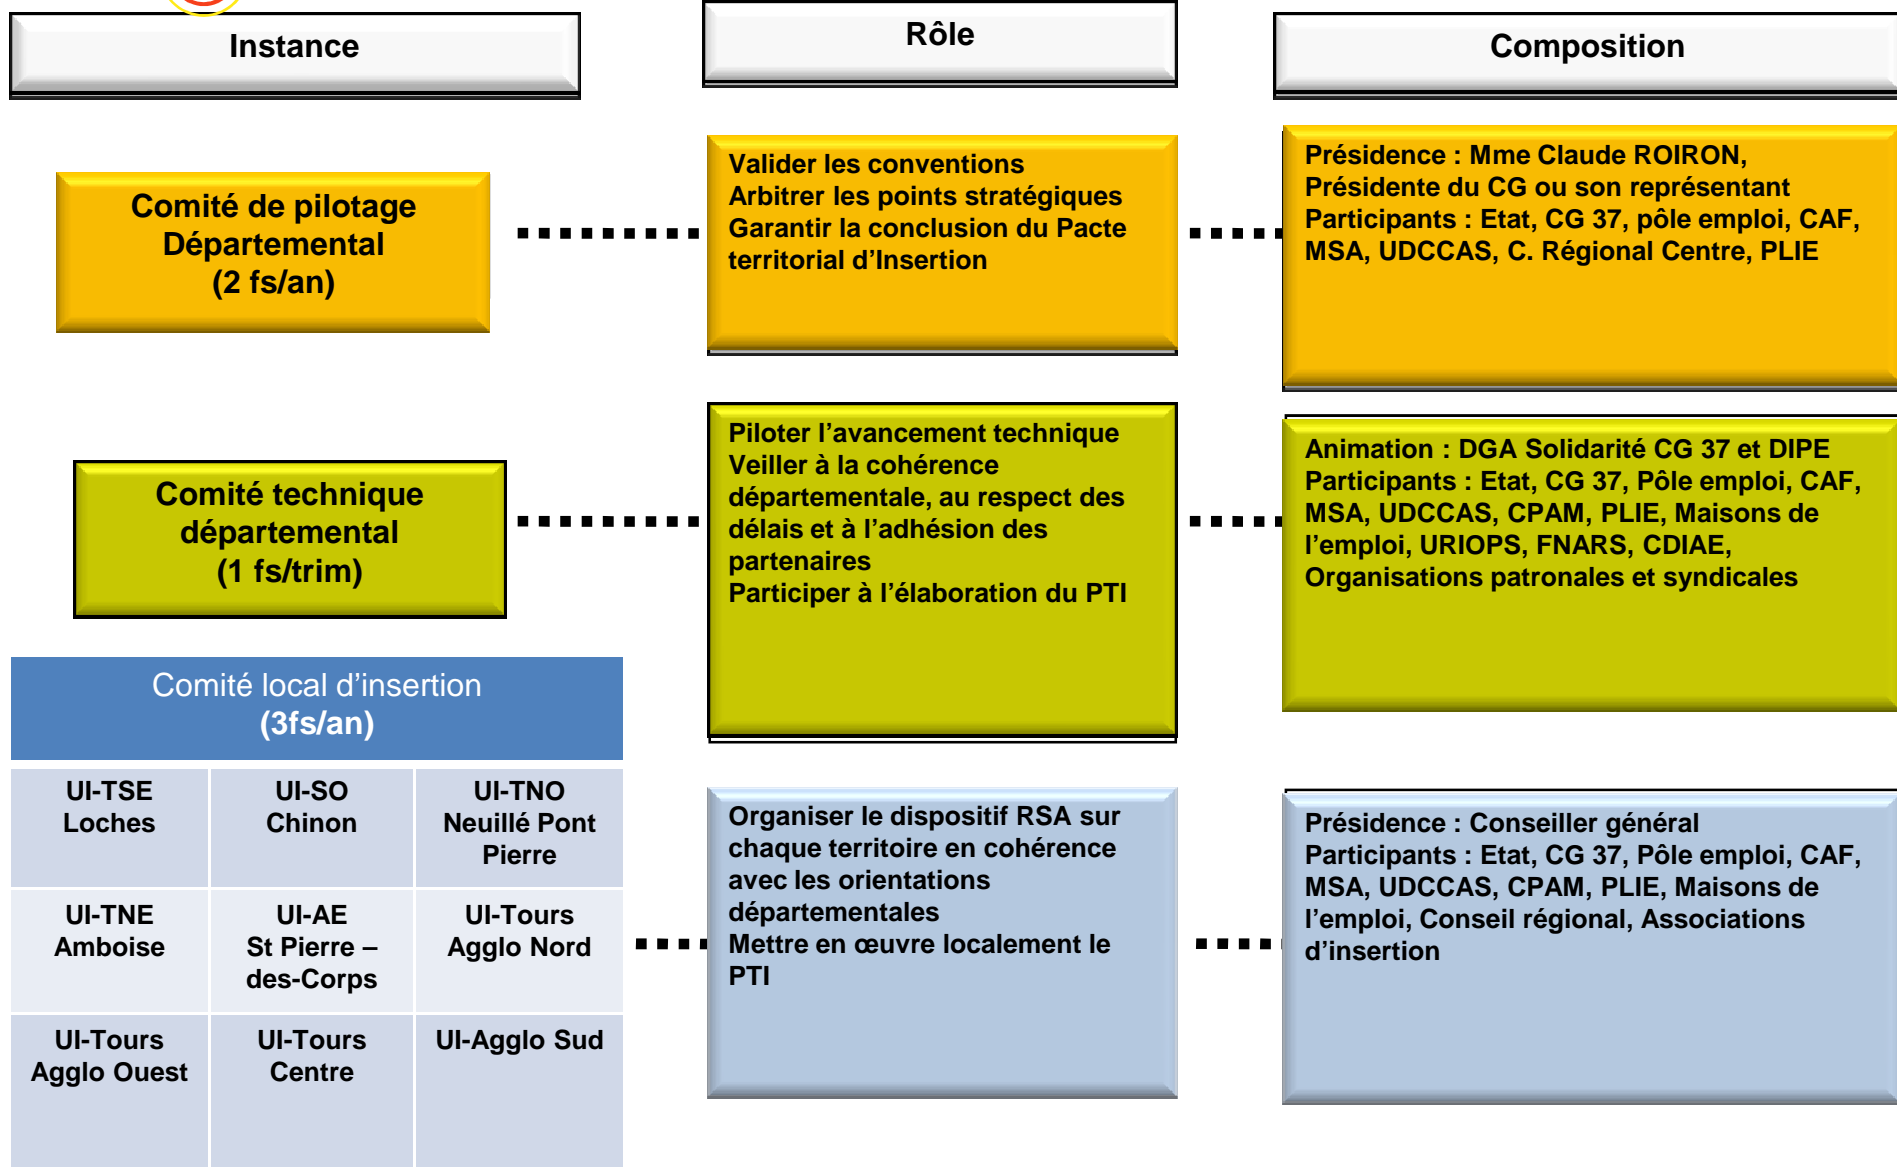 Instance
Rôle
Composition
Comité de pilotage
Départemental
(2 fs/an)
Valider les conventions
Arbitrer les points stratégiques
Garantir la conclusion du Pacte
territorial d’Insertion
Présidence : Mme Claude ROIRON,
Présidente du CG ou son représentant
Participants : Etat, CG 37, pôle emploi, CAF,
MSA, UDCCAS, C. Régional Centre, PLIE
Comité technique
départemental
(1 fs/trim)
Piloter l’avancement technique
Veiller à la cohérence
départementale, au respect des
délais et à l’adhésion des
partenaires
Participer à l’élaboration du PTI
Animation : DGA Solidarité CG 37 et DIPE
Participants : Etat, CG 37, Pôle emploi, CAF,
MSA, UDCCAS, CPAM, PLIE, Maisons de
l’emploi, URIOPS, FNARS, CDIAE,
Organisations patronales et syndicales
Comité local d’insertion
(3fs/an)
UI-TSE
Loches
UI-SO
Chinon
UI-TNO
Neuillé Pont
Pierre
UI-TNE
Amboise
UI-AE
St Pierre –
des-Corps
UI-Tours
Agglo Nord
UI-Tours
Agglo Ouest
UI-Tours
Centre
UI-Agglo Sud
Organiser le dispositif RSA sur
chaque territoire en cohérence
avec les orientations
départementales
Mettre en œuvre localement le
PTI
Présidence : Conseiller général
Participants : Etat, CG 37, Pôle emploi, CAF,
MSA, UDCCAS, CPAM, PLIE, Maisons de
l’emploi, Conseil régional, Associations
d’insertion